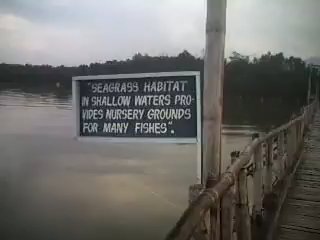 "SEAGRASS HABITAT
IN SHALLOW WATERS PRO-
VIDES NURSERY GROUNDS
FOR MANY FISHES".